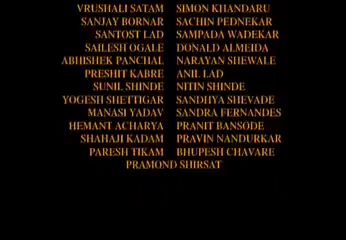 VRUSHALI SATAM SIMON KHANDARU
SANJAY BORNAR SACHIN PEDNEKAR
SANTOST LAD SAMPADA WADEKAR
SAILESH OGALE DONALD ALMEIDA
ABHISHEK PANCHAL NARAYAN SHEWALE
PRESHIT KABRE ANIL LAD
SUNIL SHINDE NITIN SHINDE
YOGESH SHETTIGAR SANDHYA SHEVADE
MANASI YADAV SANDRA FERNANDES
HEMANT ACHARYA PRANIT BANSODE
SHAHAJI KADAM PRAVIN NANDURKAR
PARESH TIKAM BHUPESH CHAVARE
PRAMOND SHIRSAT